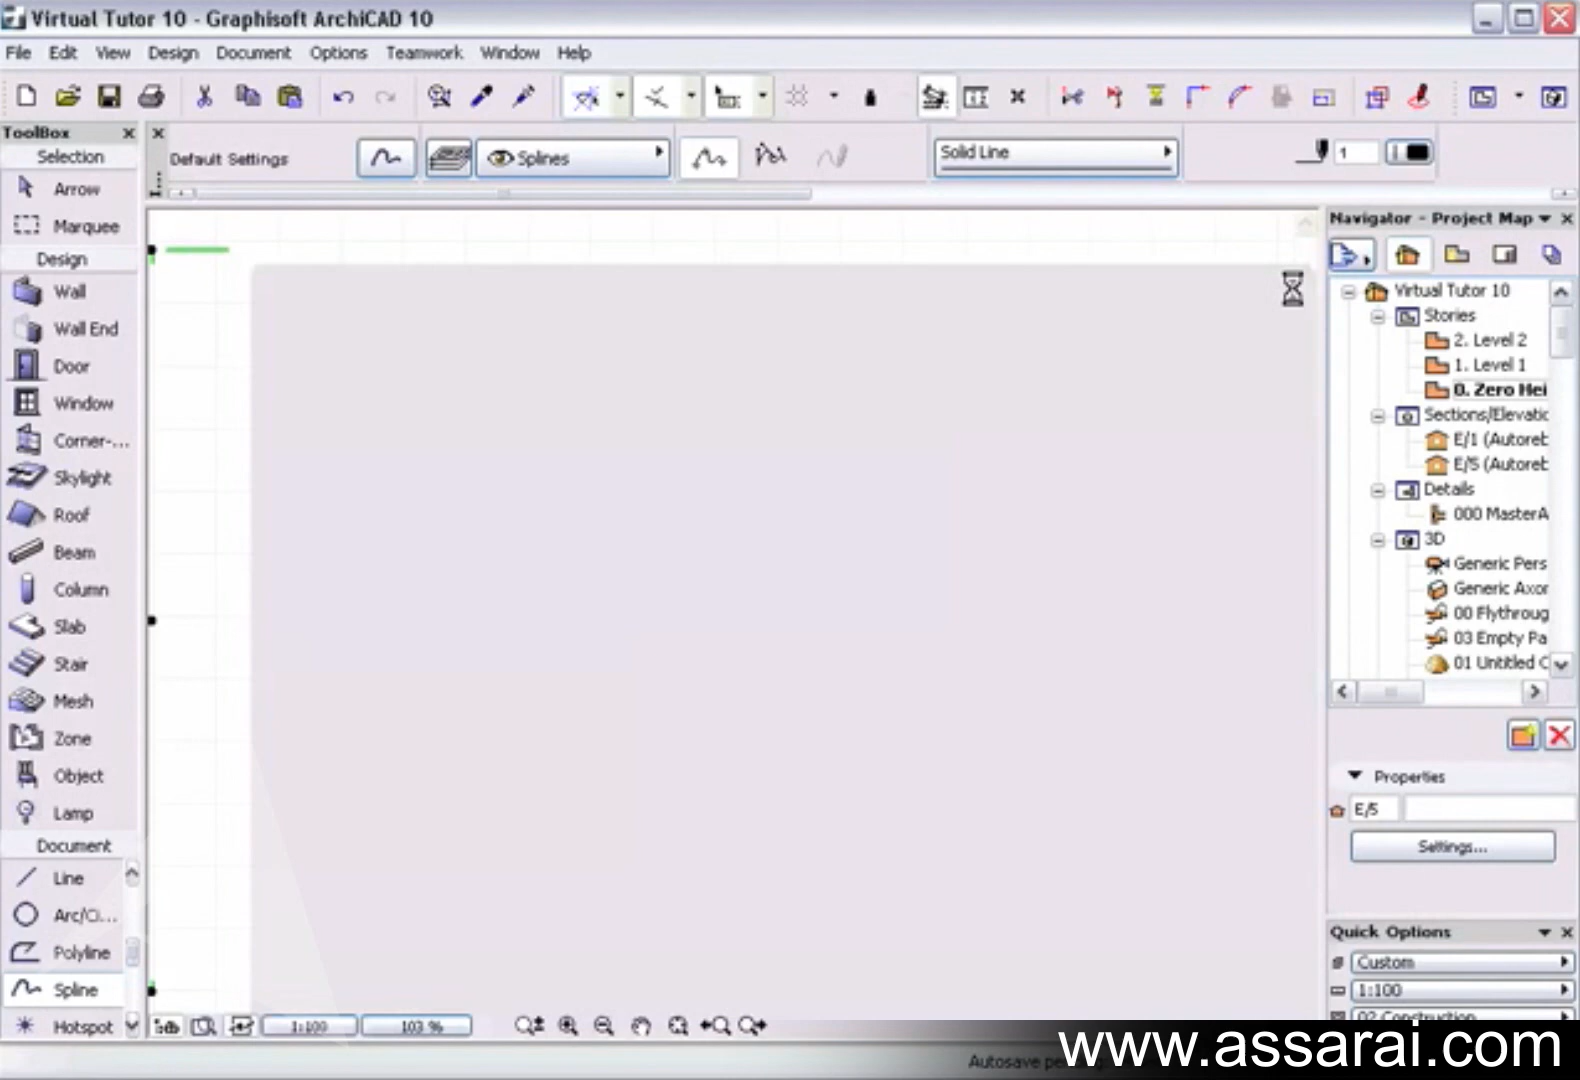 Virtual Tutor 10 - Graphisoft ArchiCAD 10
File Edit View Design Document Options Teamwork Window Help
ToolBox
Selection
Arrow
Marquee
Design
Wall
Wall End
Door
Window
Corner-...
Skylight
Roof
Beam
Column
Slab
Stair
Mesh
Zone
Object
Lamp
Document
Line
Arc/Ci...
Polyline
Spline
Hotspot
Default Settings
Splines
Solid Line
1
Navigator - Project Map
Virtual Tutor 10
Stories
2. Level 2
1. Level 1
0. Zero Hei
Sections/Elevatic
E/1 (Autoreb
E/5 (Autoreb
Details
000 MasterA
3D
Generic Pers
Generic Axor
00 Flythroug
03 Empty Pa
01 Untitled C
Properties
E/5
Settings...
Quick Options
Custom
1:100
02 Construction
1:100
103 %
Autosave
www.assarai.com